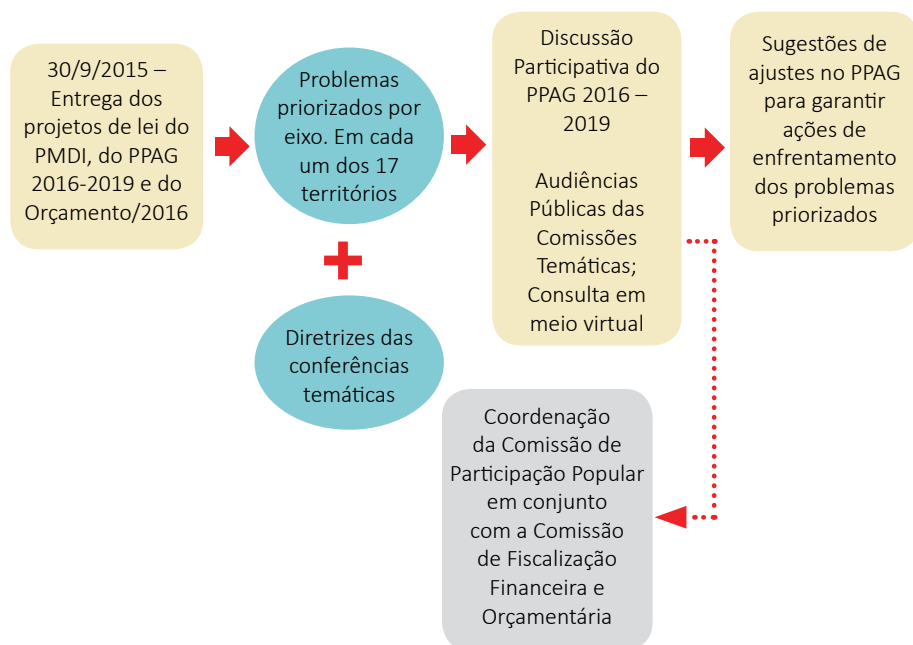 30/9/2015 –
Entrega dos
projetos de lei do
PMDI, do PPAG
2016-2019 e do
Orçamento/2016
Problemas
priorizados por
eixo. Em cada
um dos 17
territórios
Diretrizes das
conferências
temáticas
Discussão
Participativa do
PPAG 2016 –
2019
Audiências
Públicas das
Comissões
Temáticas;
Consulta em
meio virtual
Sugestões de
ajustes no PPAG
para garantir
ações de
enfrentamento
dos problemas
priorizados
Coordenação
da Comissão de
Participação Popular
em conjunto
com a Comissão
de Fiscalização
Financeira e
Orçamentária